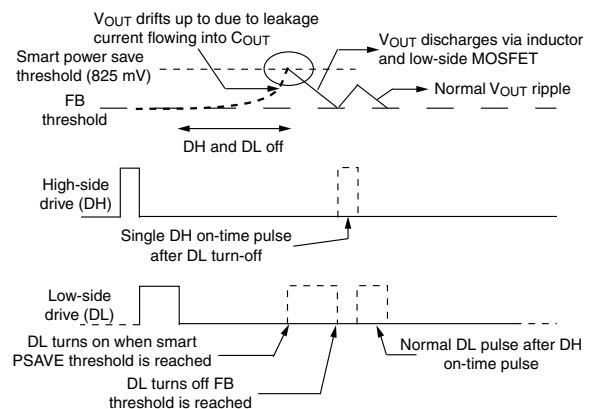 VOUT drifts up to due to leakage
current flowing into COUT
Smart power save
threshold (825 mV)
FB
threshold
VOUT discharges via inductor
and low-side MOSFET
Normal VOUT ripple
DH and DL off
High-side
drive (DH)
Single DH on-time pulse
after DL turn-off
Low-side
drive (DL)
DL turns on when smart
PSAVE threshold is reached
DL turns off FB
threshold is reached
Normal DL pulse after DH
on-time pulse